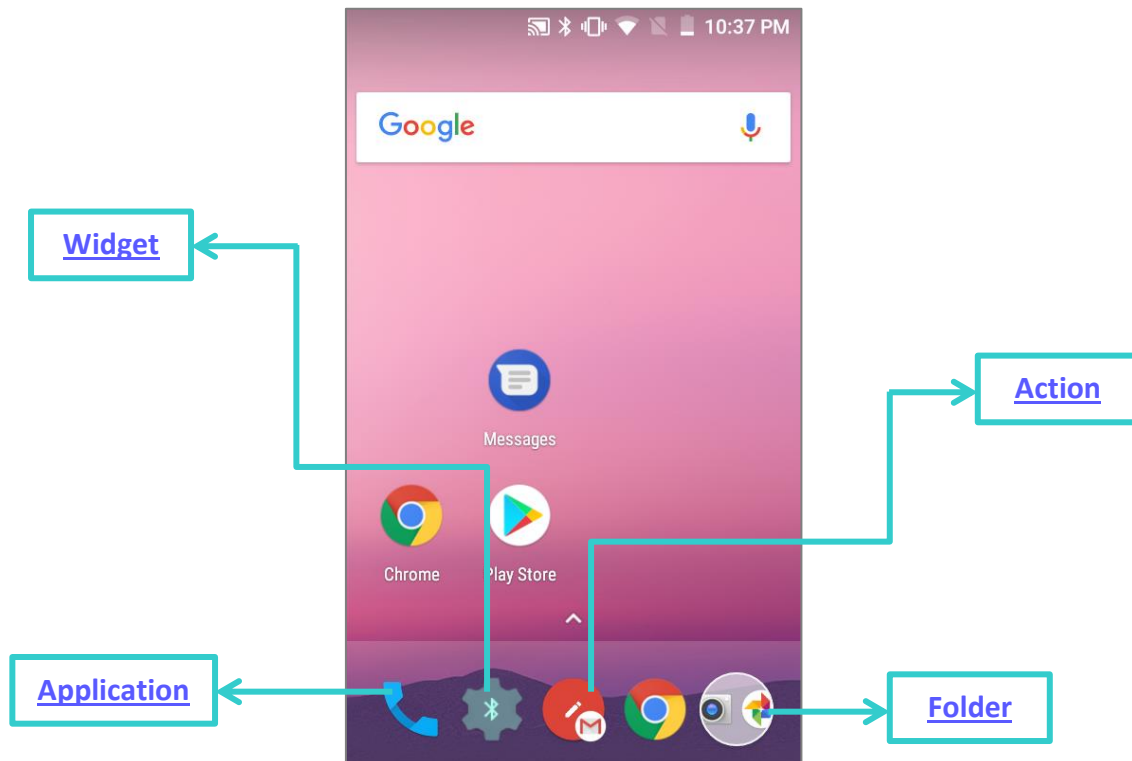 10:37 PM
Google
Widget
Action
Messages
Chrome
Play Store
Application
Folder